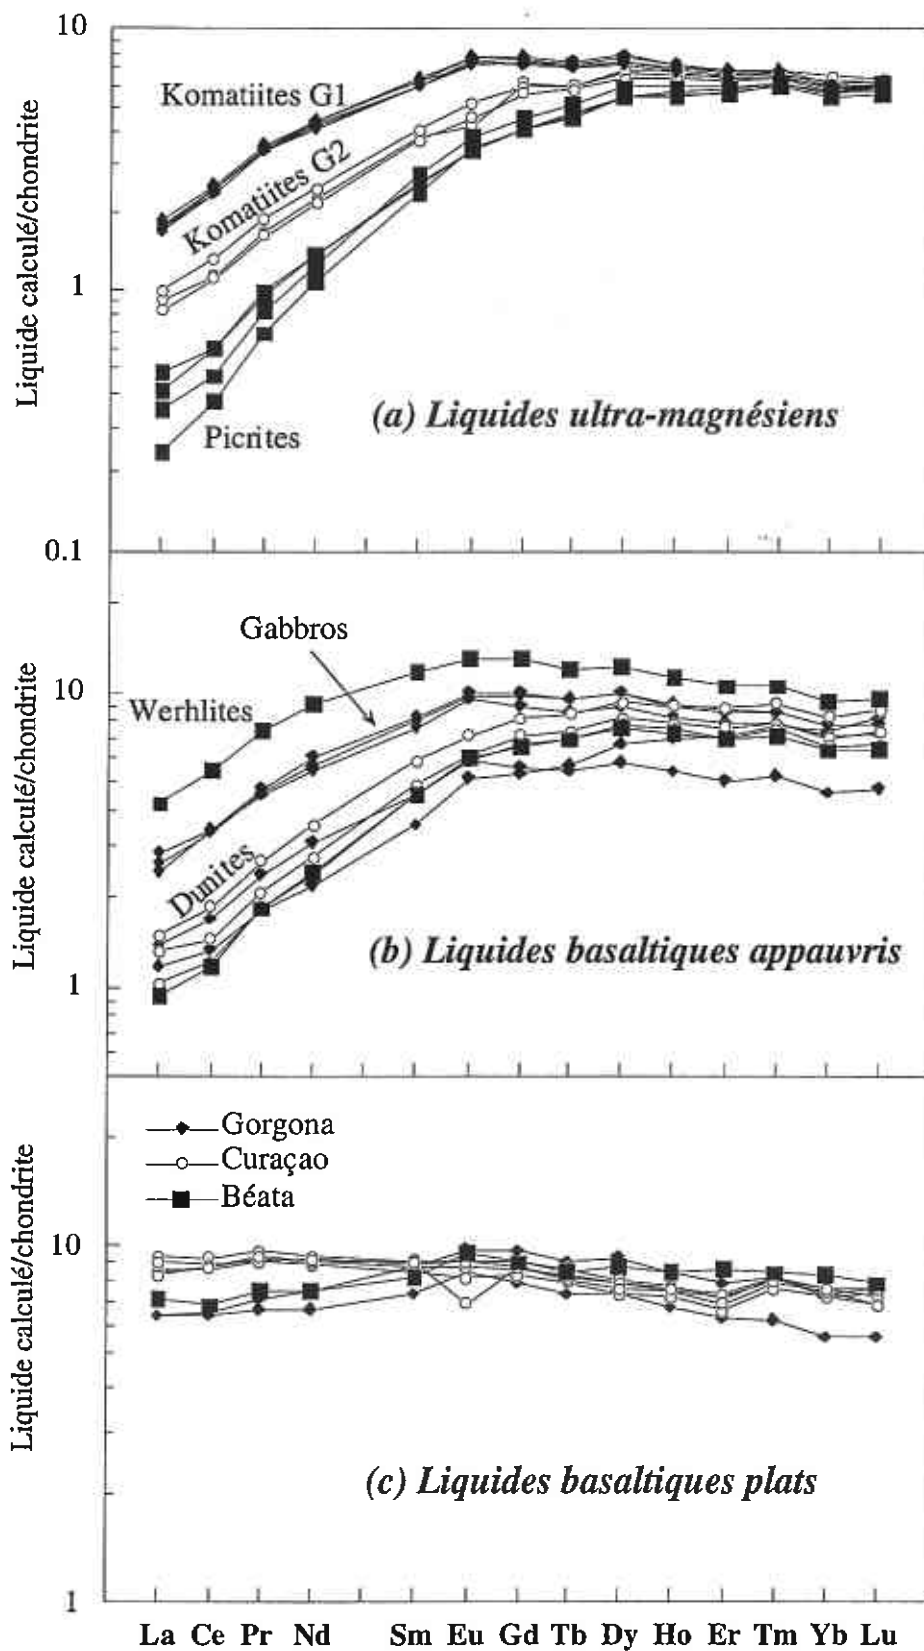 10
Komatiites G1
Komatiites G2
Liquide calculé/chondrite
1
(a) Liquides ultra-magnésiens
Picrites
0.1
Gabbros
Werhlites
10
Liquide calculé/chondrite
Dunites
(b) Liquides basaltiques appauvris
1
Gorgona
Curaçao
Béata
10
Liquide calculé/chondrite
(c) Liquides basaltiques plats
1
La Ce Pr Nd Sm Eu Gd Tb Dy Ho Er Tm Yb Lu